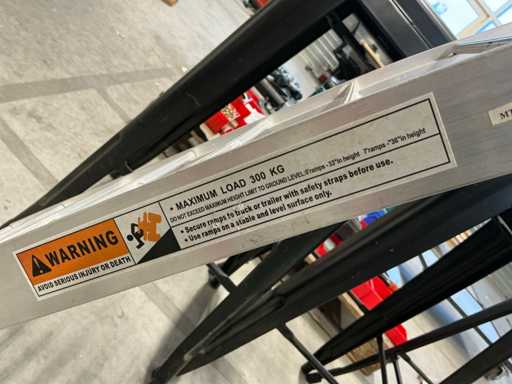 WARNING
AVOID SERIOUS INJURY OR DEATH
• MAXIMUM LOAD 300 KG
DO NOT EXCEED MAXIMUM HEIGHT LIMIT TO GROUND LEVEL: ramps - 33"in height 7'ramps -"38"in height
• Secure ramps to truck or trailer with safety straps before use.
• Use ramps on a stable and level surface only.